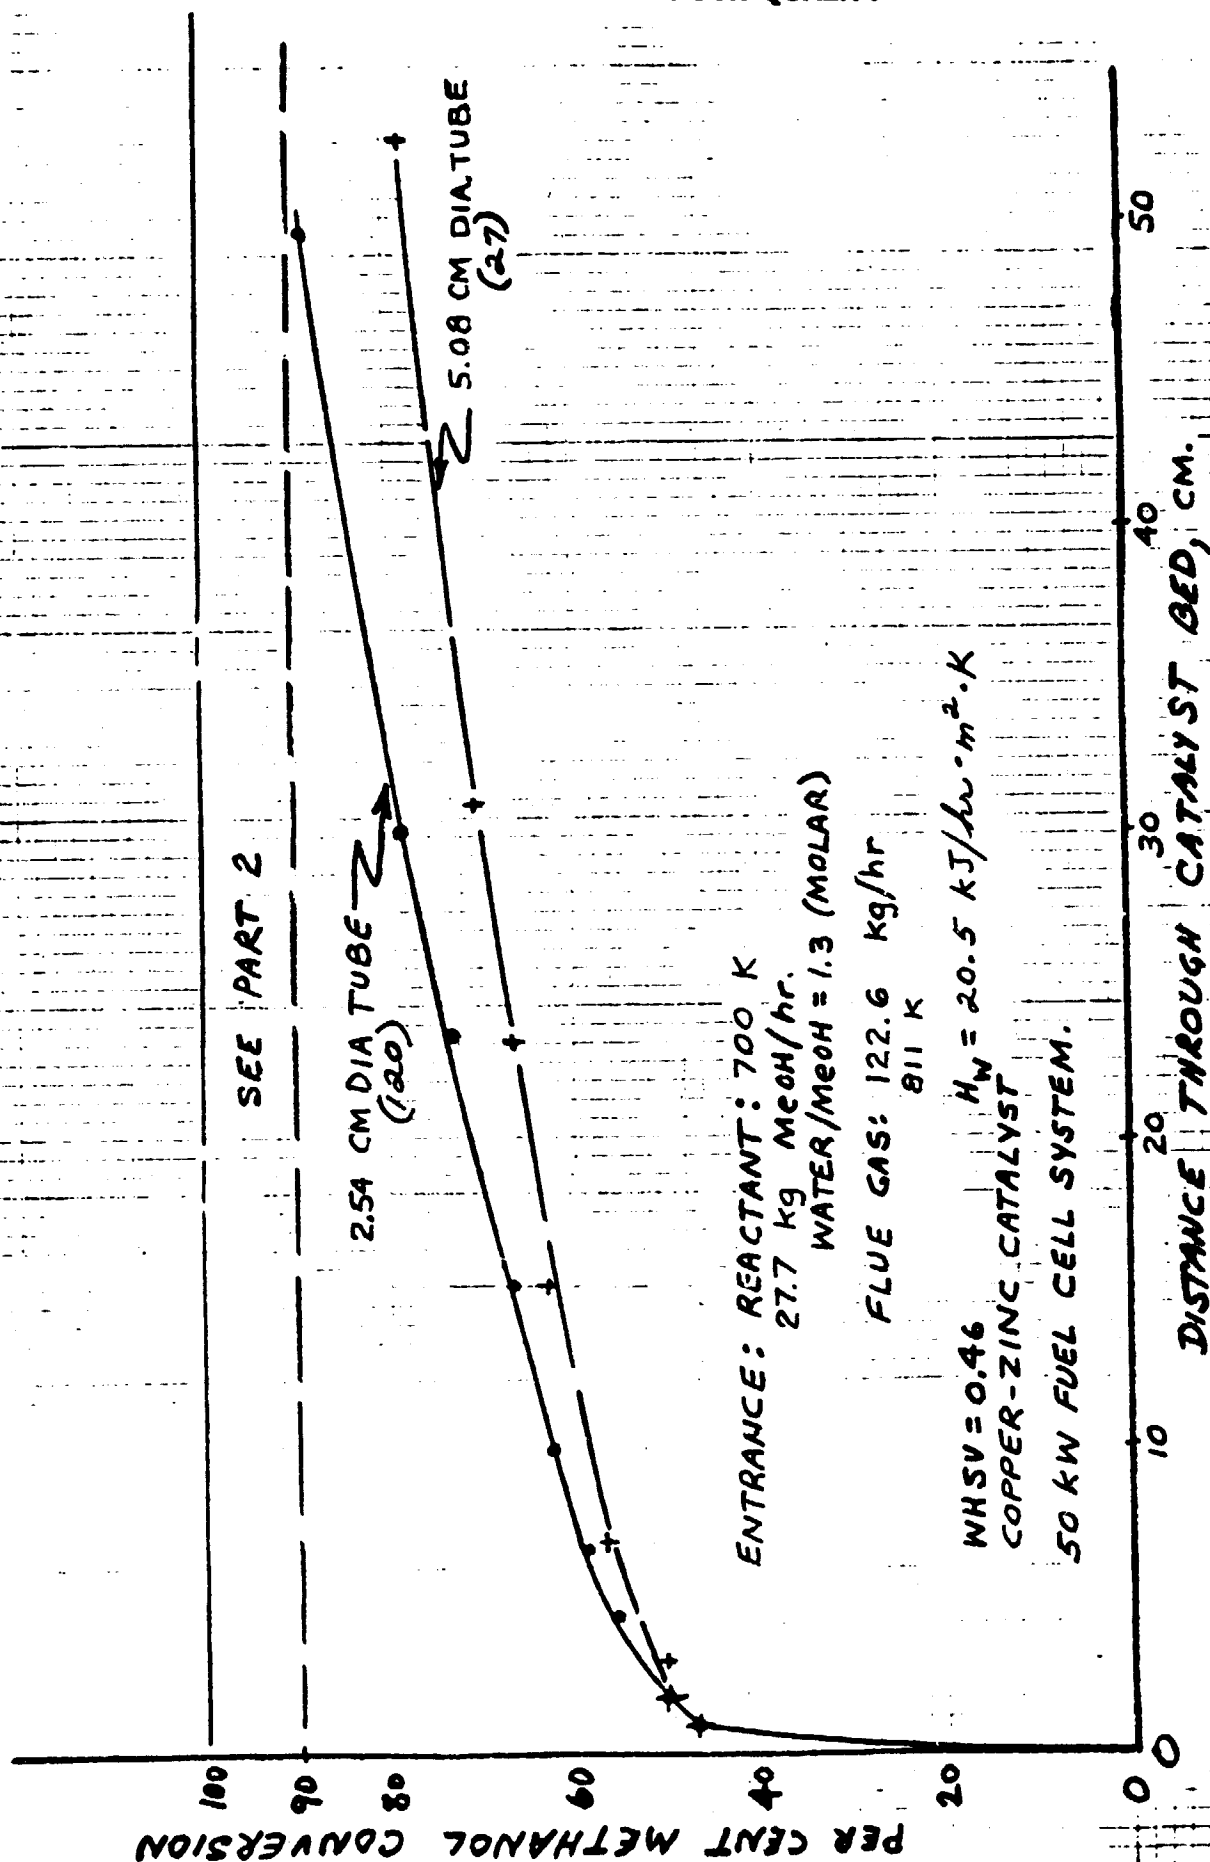 PER CENT METHANOL CONVERSION
100
90
80
60
40
20
0
SEE PART 2
2.54 CM DIA TUBE
(120)
5.08 CM DIA. TUBE
(27)
ENTRANCE: REACTANT: 700 K
27.7 kg MeOH/hr.
WATER/MeOH = 1.3 (MOLAR)
FLUE GAS: 122.6 kg/hr
811 K
WHSV = 0.46
HW = 20.5 kJ/hr·m²·K
COPPER-ZINC CATALYST
50 KW FUEL CELL SYSTEM.
0
10
20
30
40
50
DISTANCE THROUGH CATALYST BED, CM.